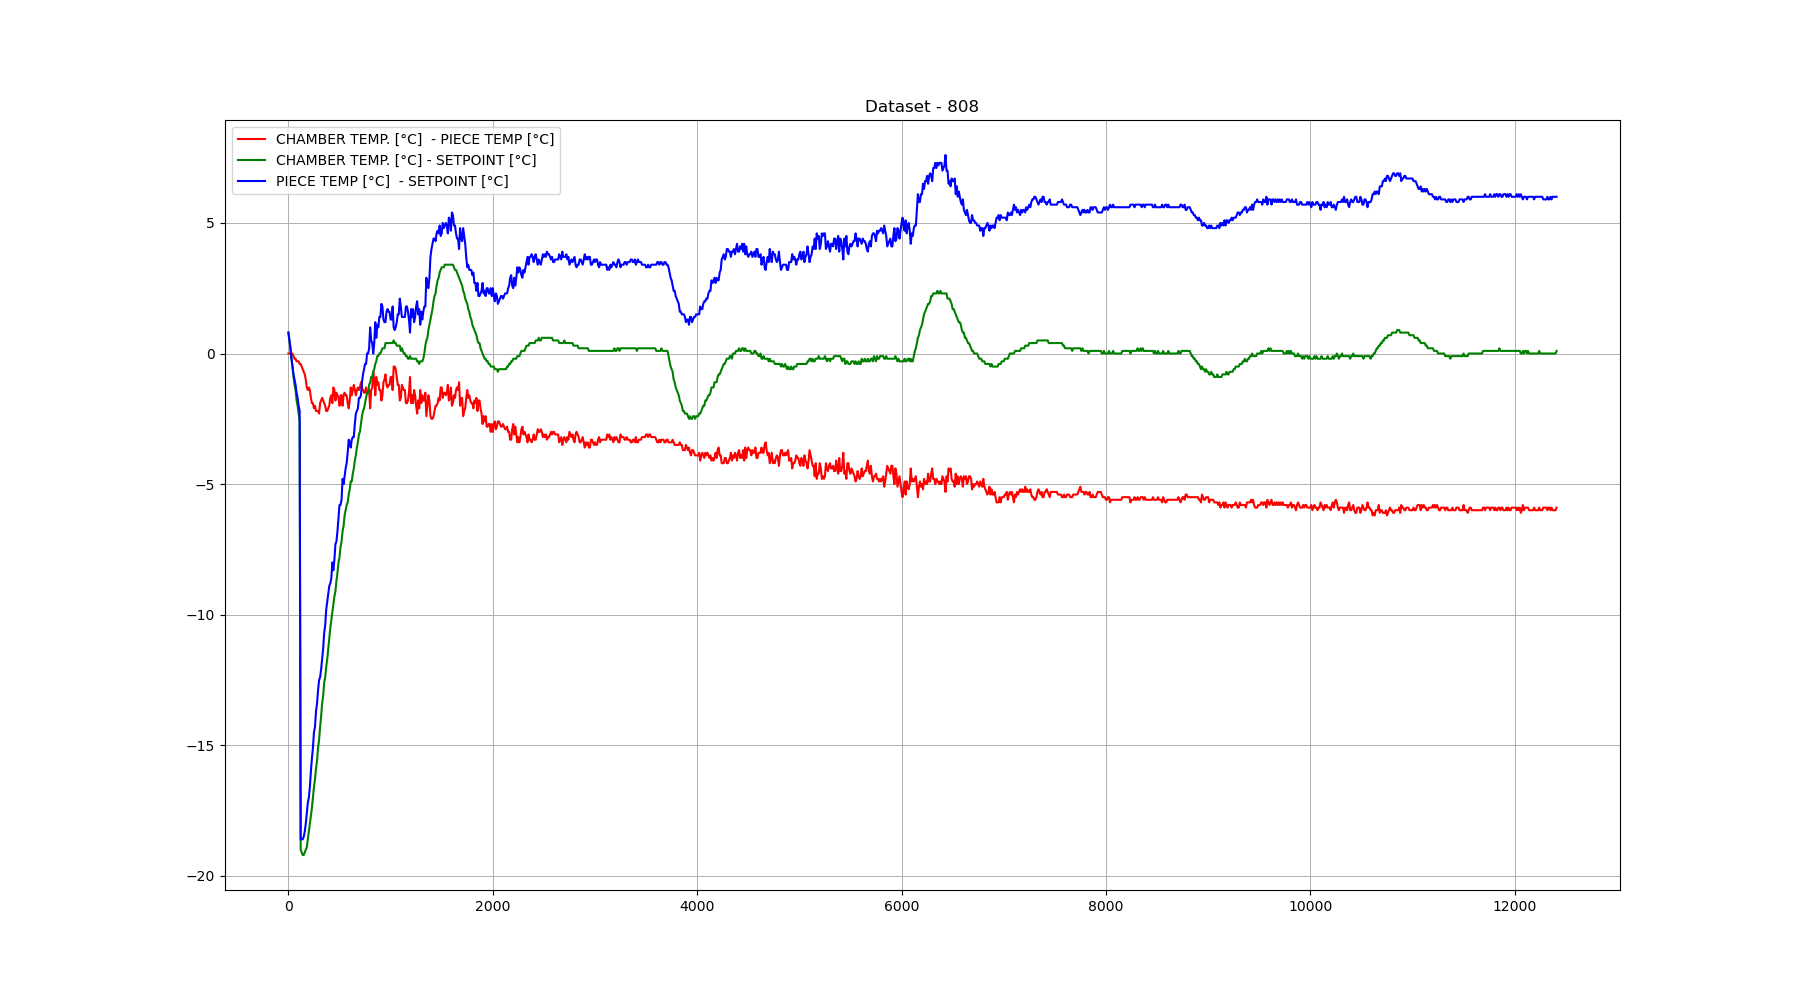 Dataset - 808
CHAMBER TEMP. [°C]  - PIECE TEMP [°C]
CHAMBER TEMP. [°C] - SETPOINT [°C]
PIECE TEMP [°C]  - SETPOINT [°C]
5
0
−5
−10
−15
−20
0 2000 4000 6000 8000 10000 12000